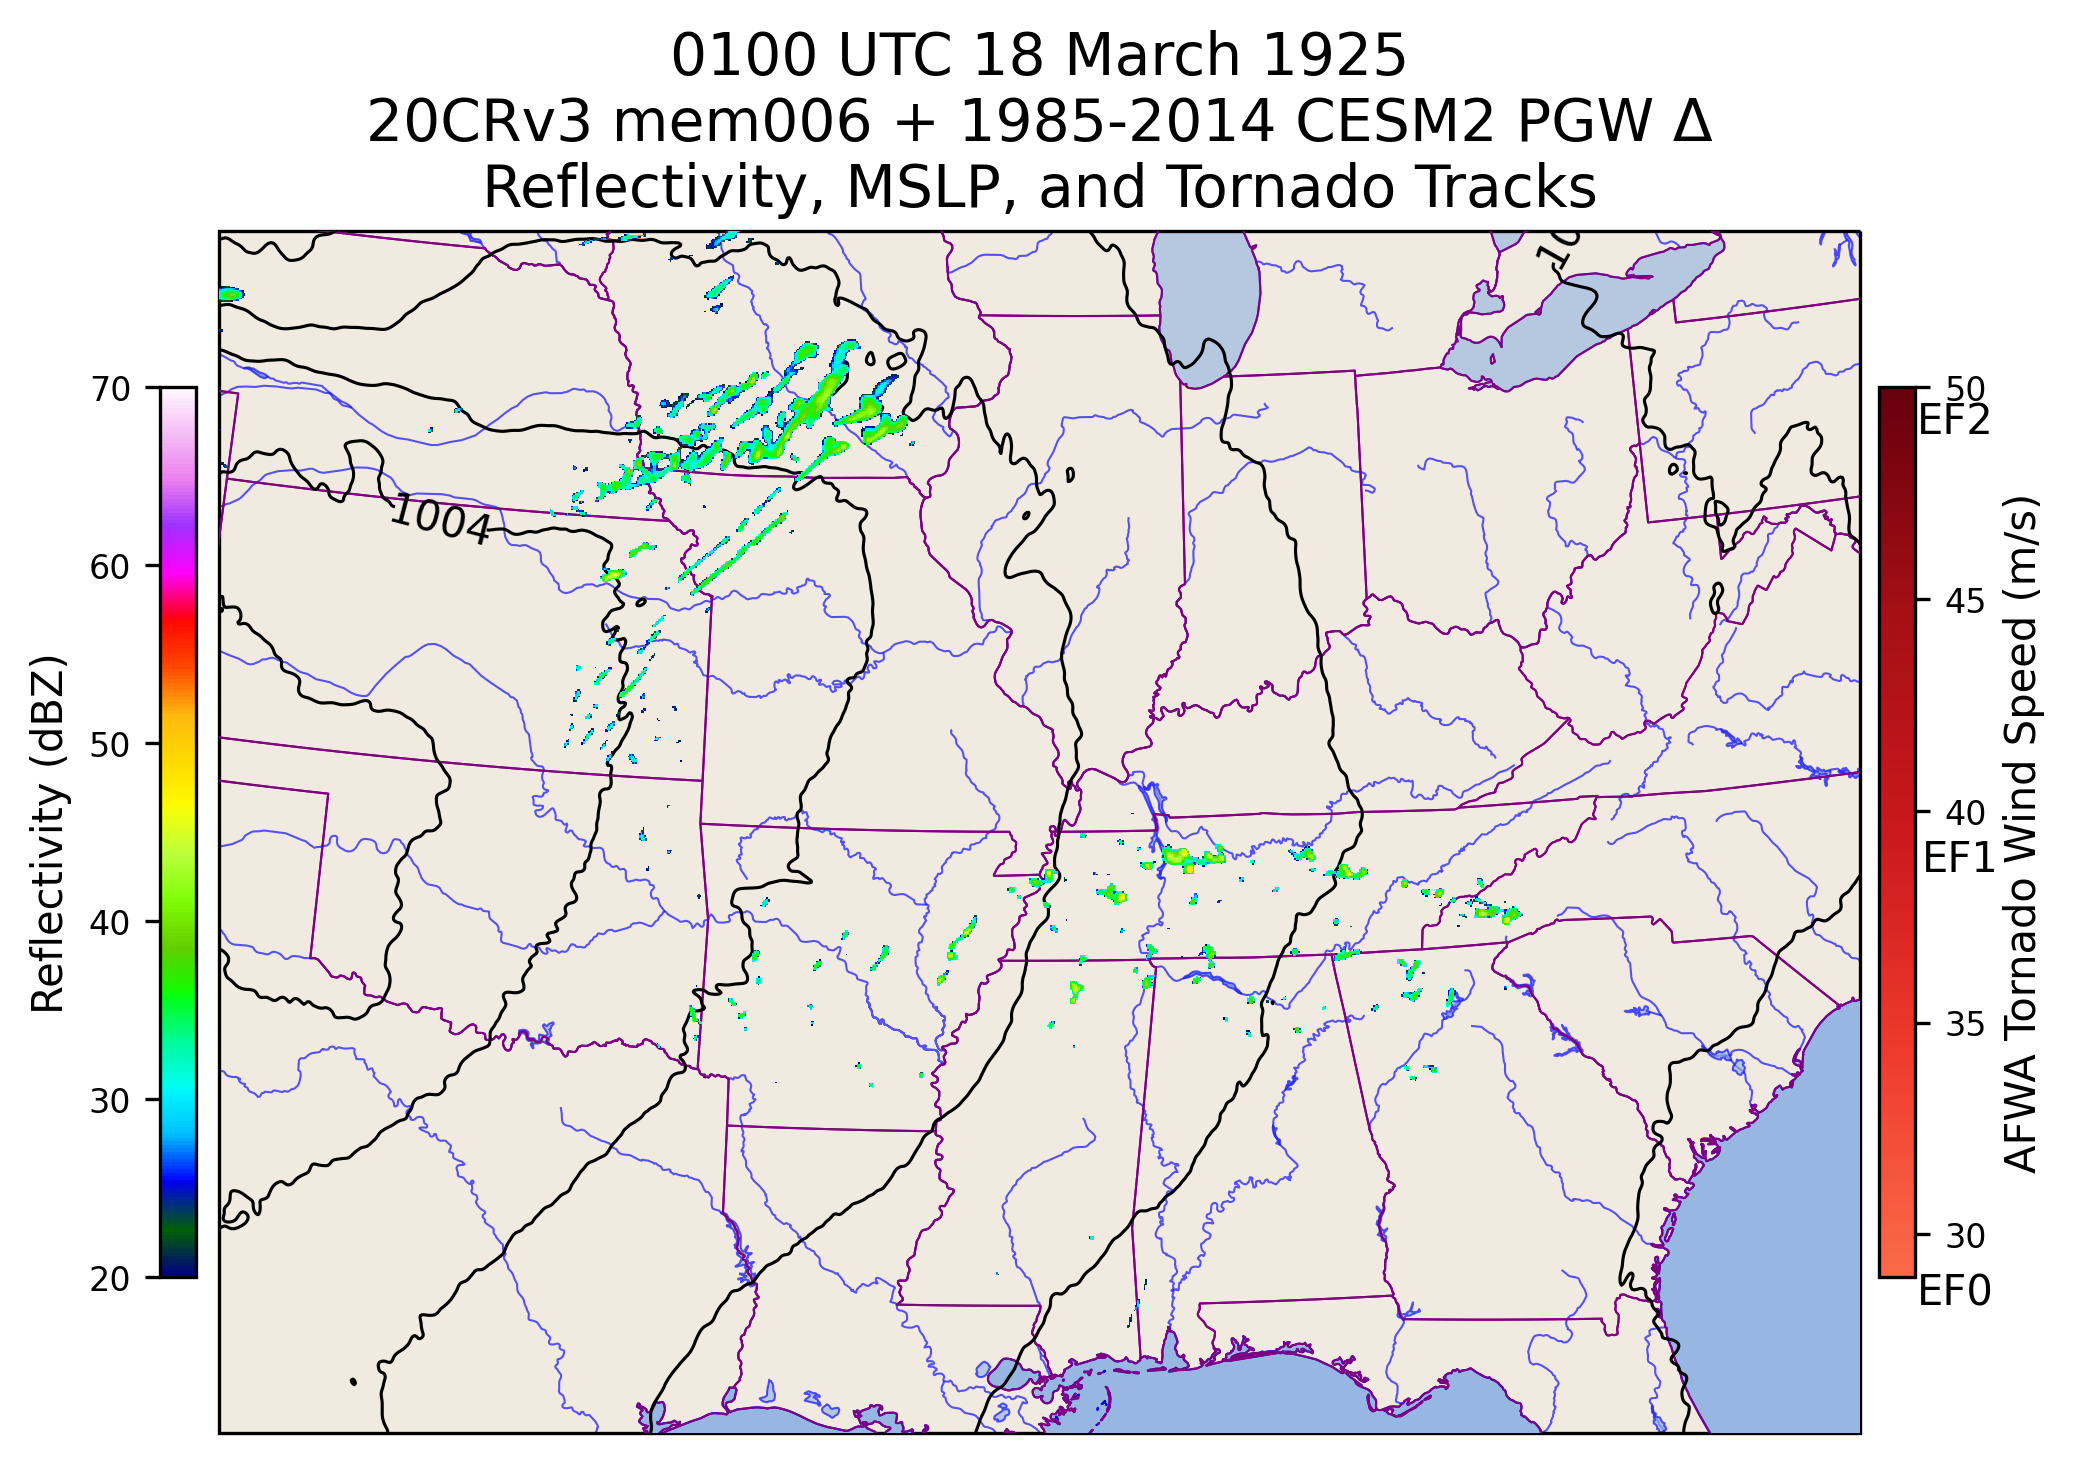 0100 UTC 18 March 1925
20CRv3 mem006 + 1985-2014 CESM2 PGW Δ
Reflectivity, MSLP, and Tornado Tracks
10
1004
70
60
50
40
30
20
Reflectivity (dBZ)
50
EF2
45
40
EF1
35
30
EF0
AFWA Tornado Wind Speed (m/s)